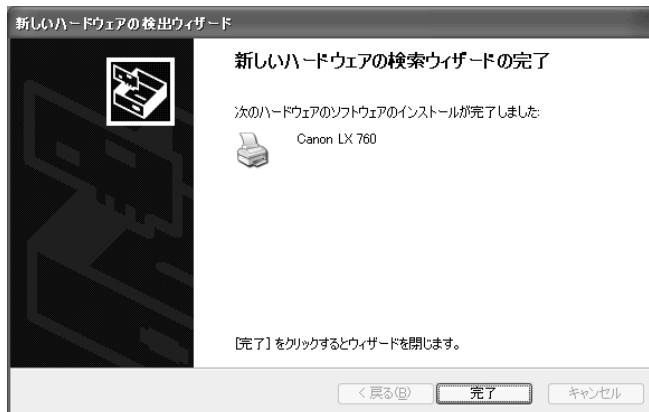 新しいハードウェアの検出ウィザード
新しいハードウェアの検索ウィザードの完了
次のハードウェアのソフトウェアのインストールが完了しました:
Canon LX 760
[完了] をクリックするとウィザードを閉じます。
< 戻る(B) 完了 キャンセル